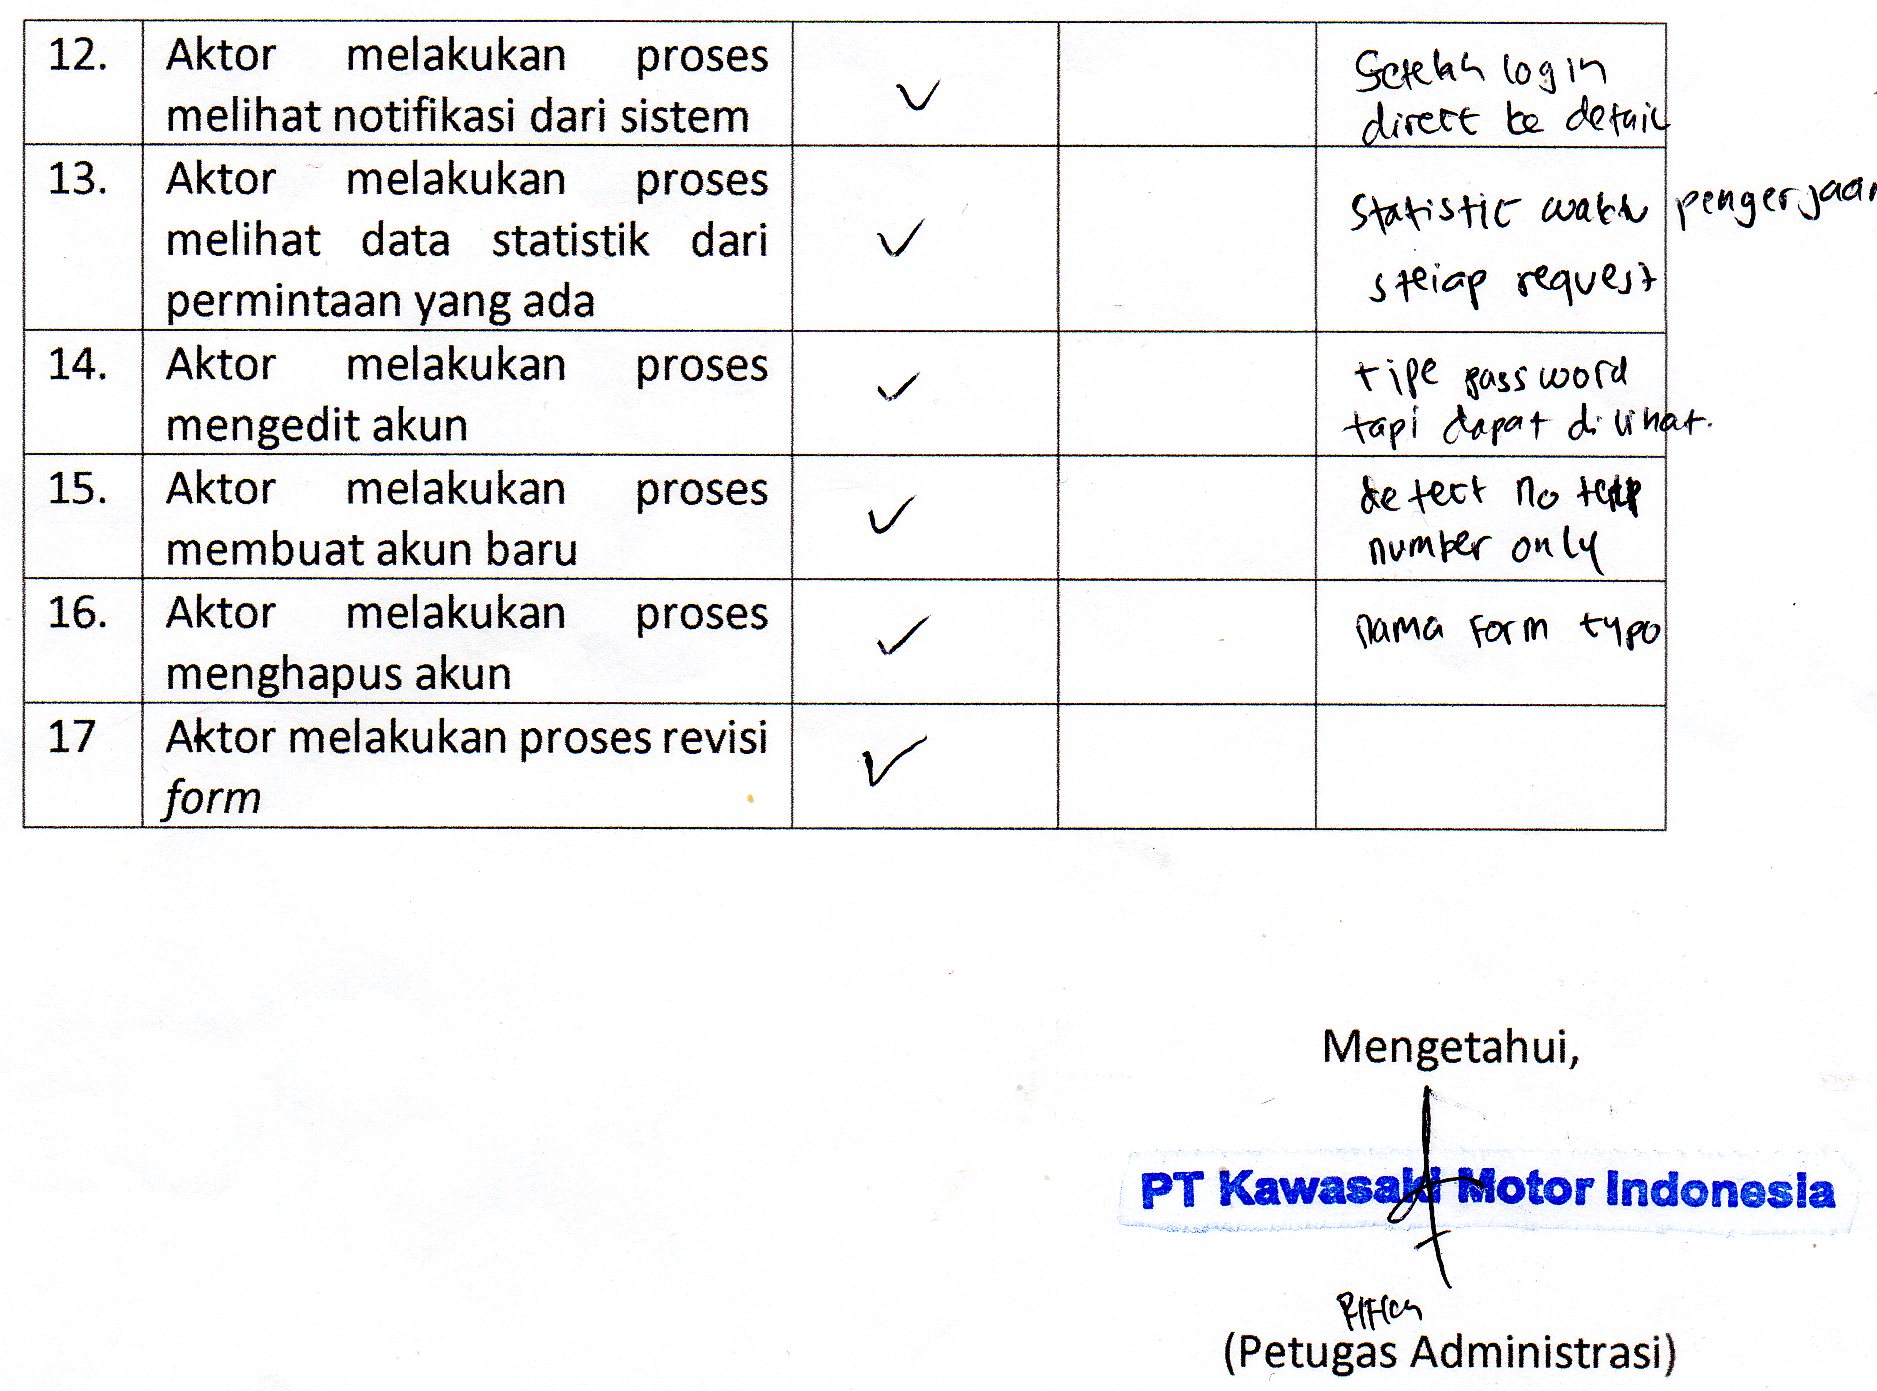 12. Aktor melakukan proses
melihat notifikasi dari sistem
✓
Setelah login
direct ke detail
13. Aktor melakukan proses
melihat data statistik dari
permintaan yang ada
✓
Statistic waktu pengerjaan
steiap request
14. Aktor melakukan proses
mengedit akun
✓
tipe password
tapi dapat dilihat.
15. Aktor melakukan proses
membuat akun baru
✓
detect no telp
number only
16. Aktor melakukan proses
menghapus akun
✓
nama form typo
17 Aktor melakukan proses revisi
form
✓
Mengetahui,
PT Kawasaki Motor Indonesia
(Petugas Administrasi)